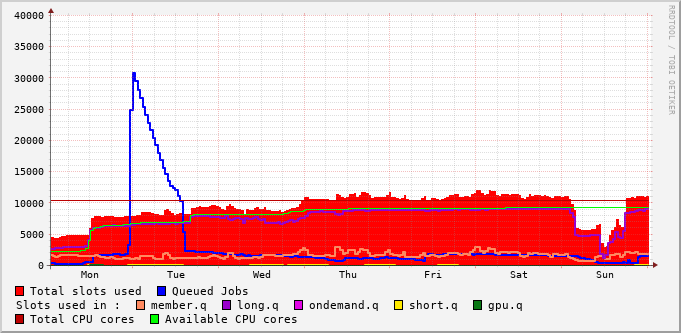 40000
35000
30000
25000
20000
15000
10000
5000
0
Mon Tue Wed Thu Fri Sat Sun
RRDTOOL / TOBI OETIKER
Total slots used Queued Jobs
Slots used in : member.q long.q ondemand.q short.q gpu.q
Total CPU cores Available CPU cores